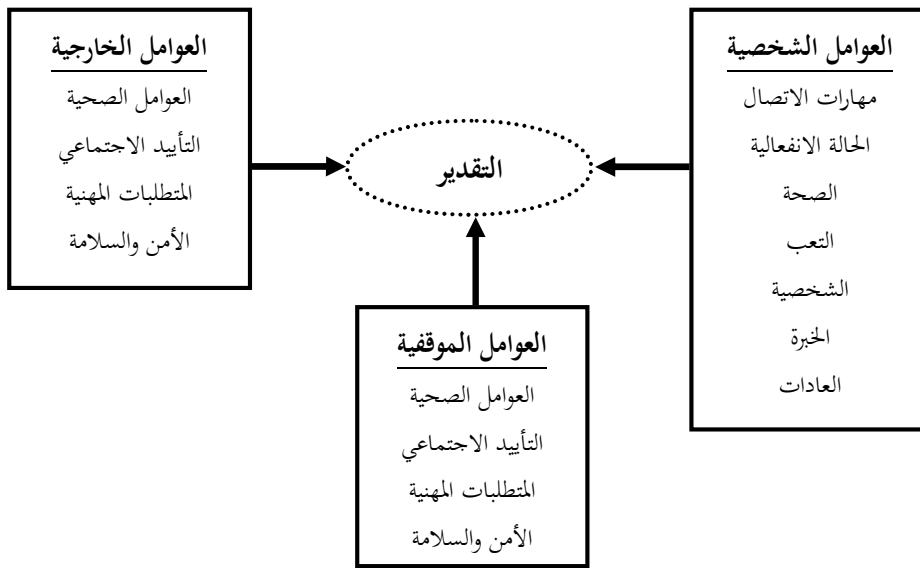 العوامل الشخصية
مهارات الاتصال
الحالة الانفعالية
الصحة
التعب
الشخصية
الخبرة
العادات
التقدير
العوامل الخارجية
العوامل الصحية
التأييد الاجتماعي
المتطلبات المهنية
الأمن والسلامة
العوامل الموقفية
العوامل الصحية
التأييد الاجتماعي
المتطلبات المهنية
الأمن والسلامة